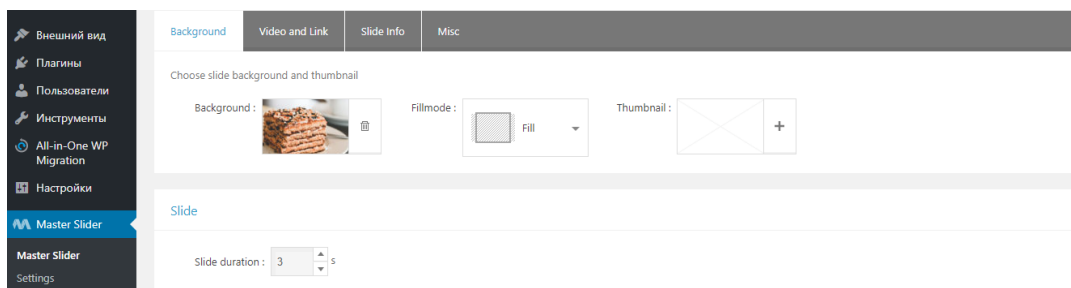 Внешний вид
Плагины
Пользователи
Инструменты
All-in-One WP
Migration
Настройки
Master Slider
Master Slider
Settings
Background Video and Link Slide Info Misc
Choose slide background and thumbnail
Background : Fillmode : Fill Thumbnail : +
Slide
Slide duration : 3 s